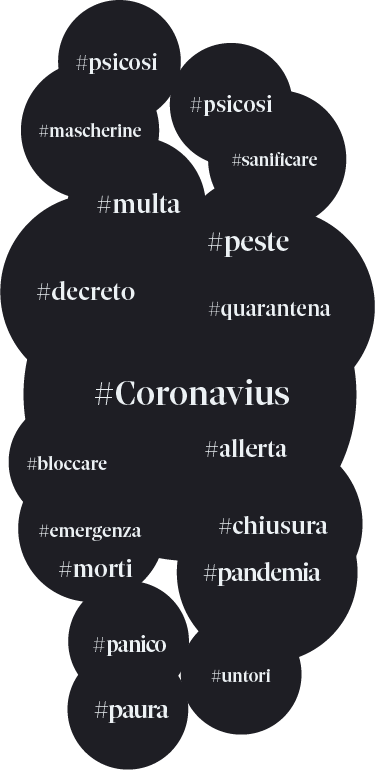 #psicosi
#psicosi
#mascherine
#sanificare
#multa
#peste
#decreto
#quarantena
#Coronavius
#allerta
#bloccare
#chiusura
#emergenza
#morti
#pandemia
#panico
#untori
#paura